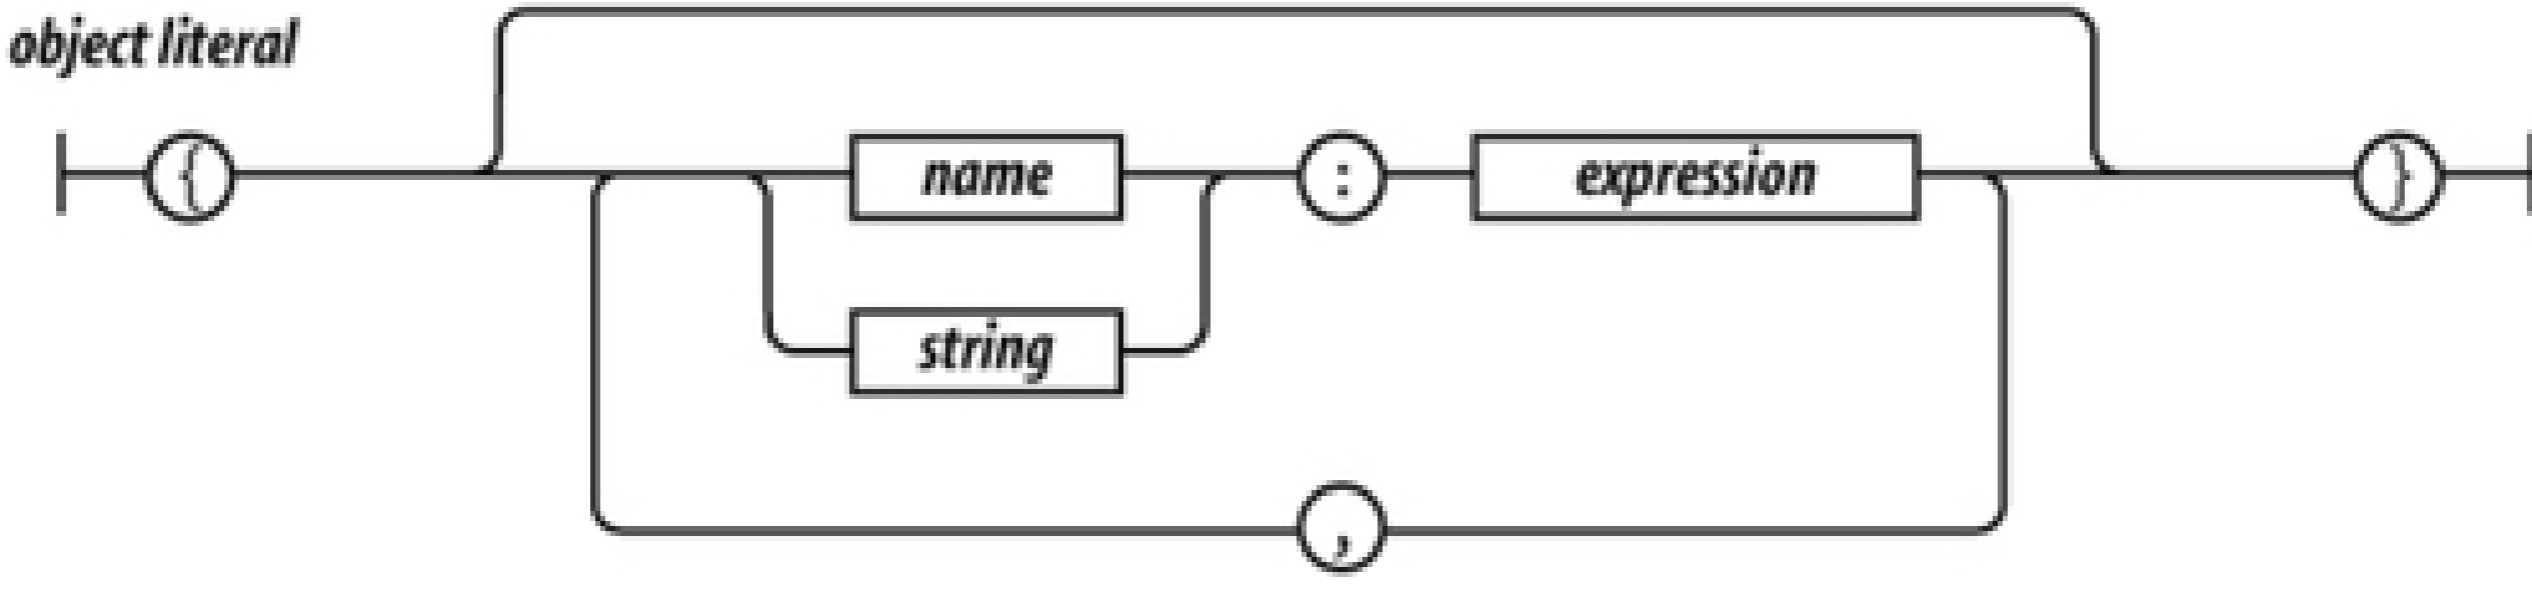 object literal
{ name : expression }
string
,